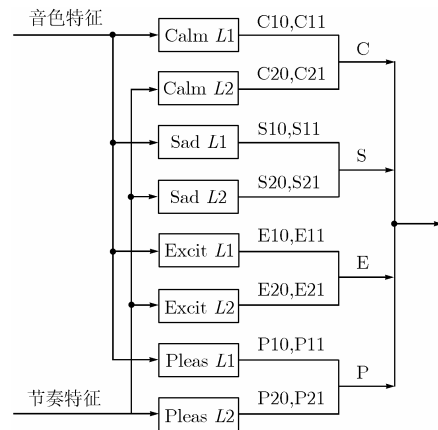 音色特征
Calm L1
C10,C11
C
Calm L2
C20,C21
Sad L1
S10,S11
S
Sad L2
S20,S21
Excit L1
E10,E11
E
Excit L2
E20,E21
Pleas L1
P10,P11
P
节奏特征
Pleas L2
P20,P21